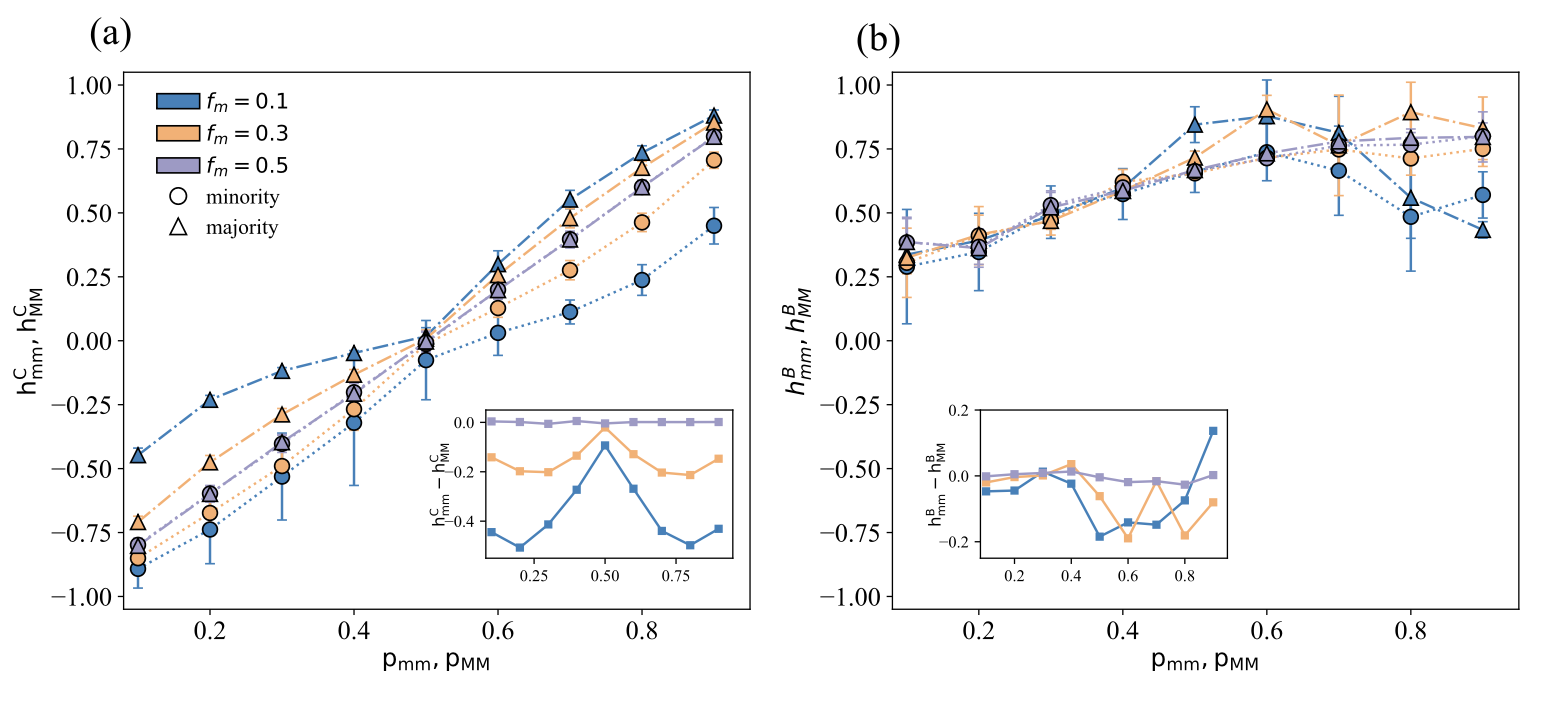 (a)
1.00
0.75
0.50
0.25
0.00
−0.25
−0.50
−0.75
−1.00
h^C_mm, h^C_MM
f_m = 0.1
f_m = 0.3
f_m = 0.5
minority
majority
0.0
−0.2
−0.4
h^C_mm − h^C_MM
0.25 0.50 0.75
0.2 0.4 0.6 0.8
p_mm, p_MM
(b)
1.00
0.75
0.50
0.25
0.00
−0.25
−0.50
−0.75
−1.00
h^B_mm, h^B_MM
0.2
0.0
−0.2
h^B_mm − h^B_MM
0.2 0.4 0.6 0.8
0.2 0.4 0.6 0.8
p_mm, p_MM